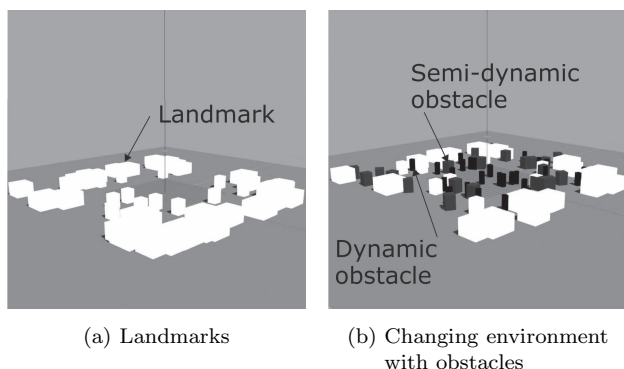 Landmark
Semi-dynamic
obstacle
Dynamic
obstacle
(a) Landmarks
(b) Changing environment
with obstacles